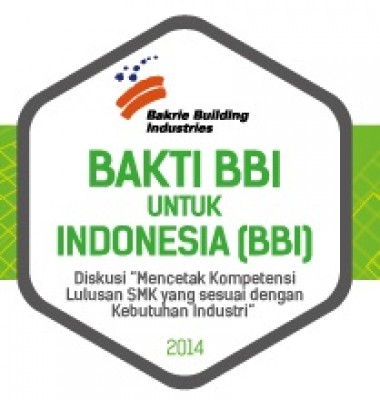 Bakrie Building
Industries
BAKTI BBI
UNTUK
INDONESIA (BBI)
Diskusi "Mencetak Kompetensi
Lulusan SMK yang sesuai dengan
Kebutuhan Industri"
2014